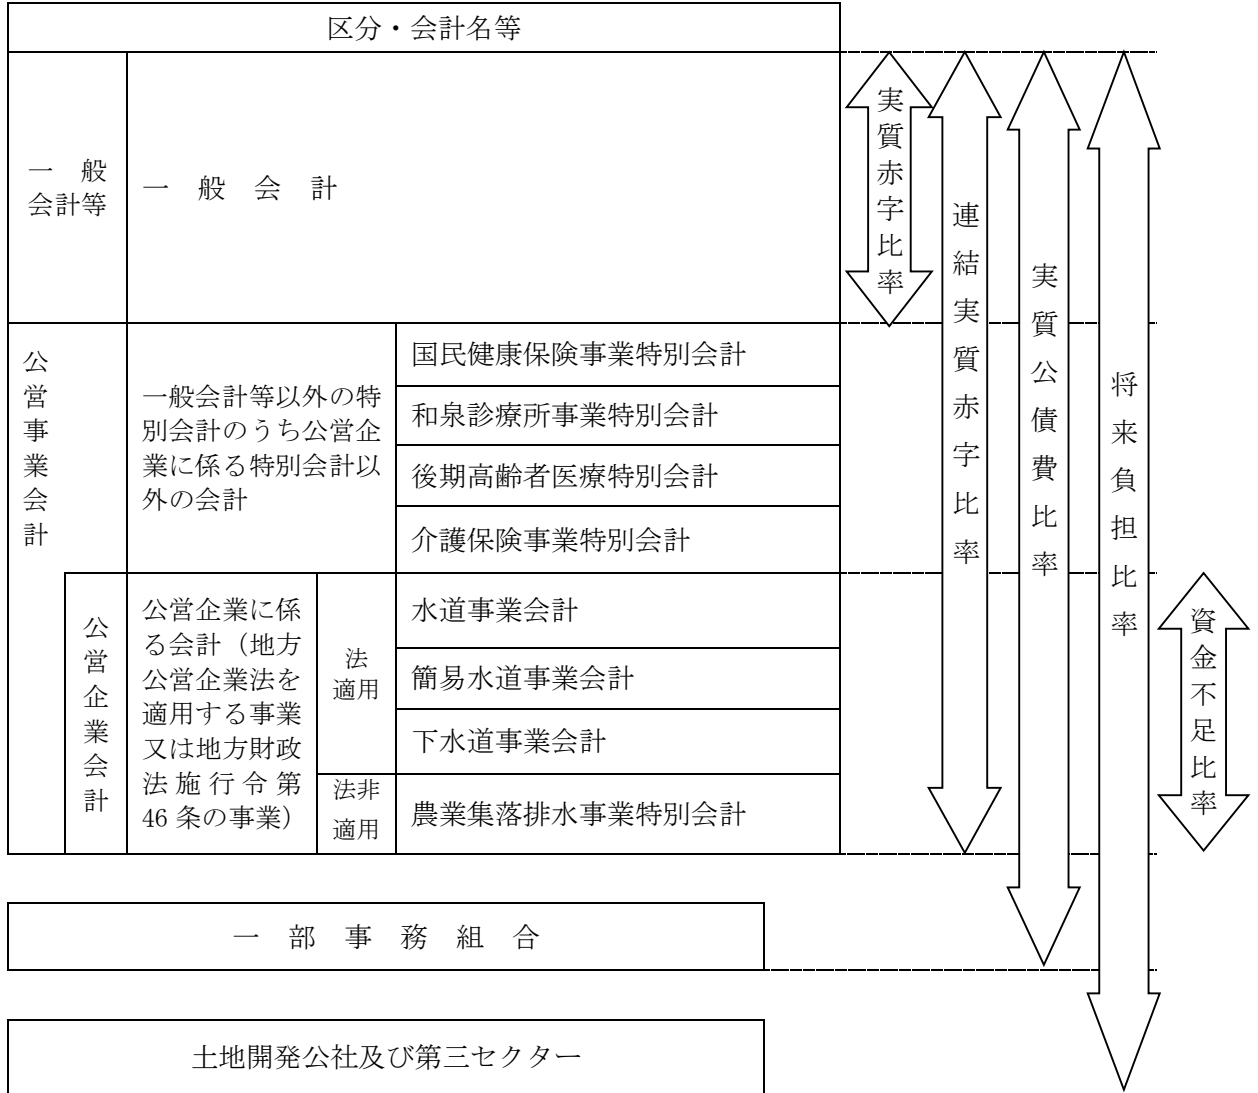 区分・会計名等
一　般
会計等
一　般　会　計
公営事業会計
一般会計等以外の特
別会計のうち公営企
業に係る特別会計以
外の会計
国民健康保険事業特別会計
和泉診療所事業特別会計
後期高齢者医療特別会計
介護保険事業特別会計
公営企業会計
公営企業に係
る会計（地方
公営企業法を
適用する事業
又は地方財政
法施行令第
46 条の事業）
法
適用
水道事業会計
簡易水道事業会計
下水道事業会計
法非
適用
農業集落排水事業特別会計
実質赤字比率
連結実質赤字比率
実質公債費比率
将来負担比率
資金不足比率
一　部　事　務　組　合
土地開発公社及び第三セクター